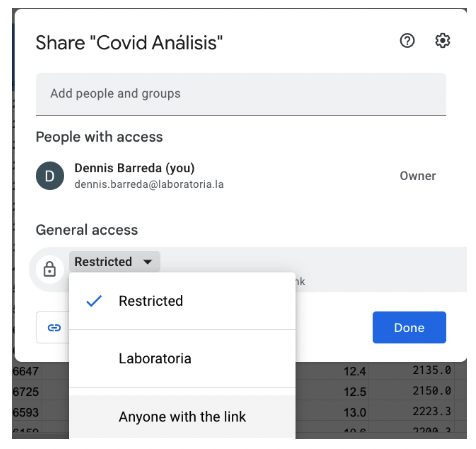 Share "Covid Análisis"
Add people and groups
People with access
D
Dennis Barreda (you)
dennis.barreda@laboratoria.la
Owner
General access
Restricted
Restricted
Laboratoria
Done
Anyone with the link
6647 12.4 2135.0
6725 12.5 2150.0
6593 13.0 2223.3